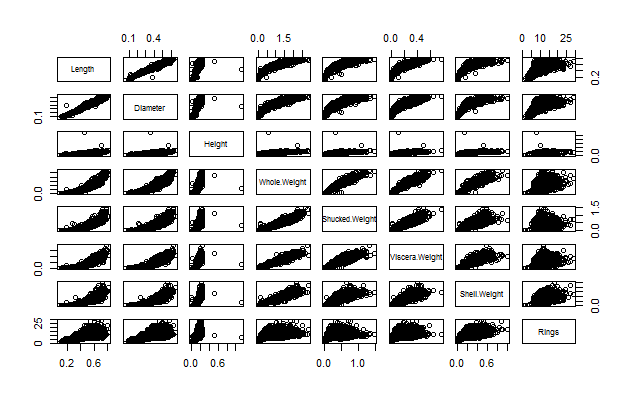 0.1 0.4 0.0 1.5 0.0 0.4 0 10 25
Length 0.2
0.1 Diameter
Height 0.0
0.0 Whole.Weight
Shucked.Weight 0.0 1.5
0.0 Viscera.Weight
Shell.Weight 0.0
0 25 Rings
0.2 0.6 0.0 0.6 0.0 1.0 0.0 0.6